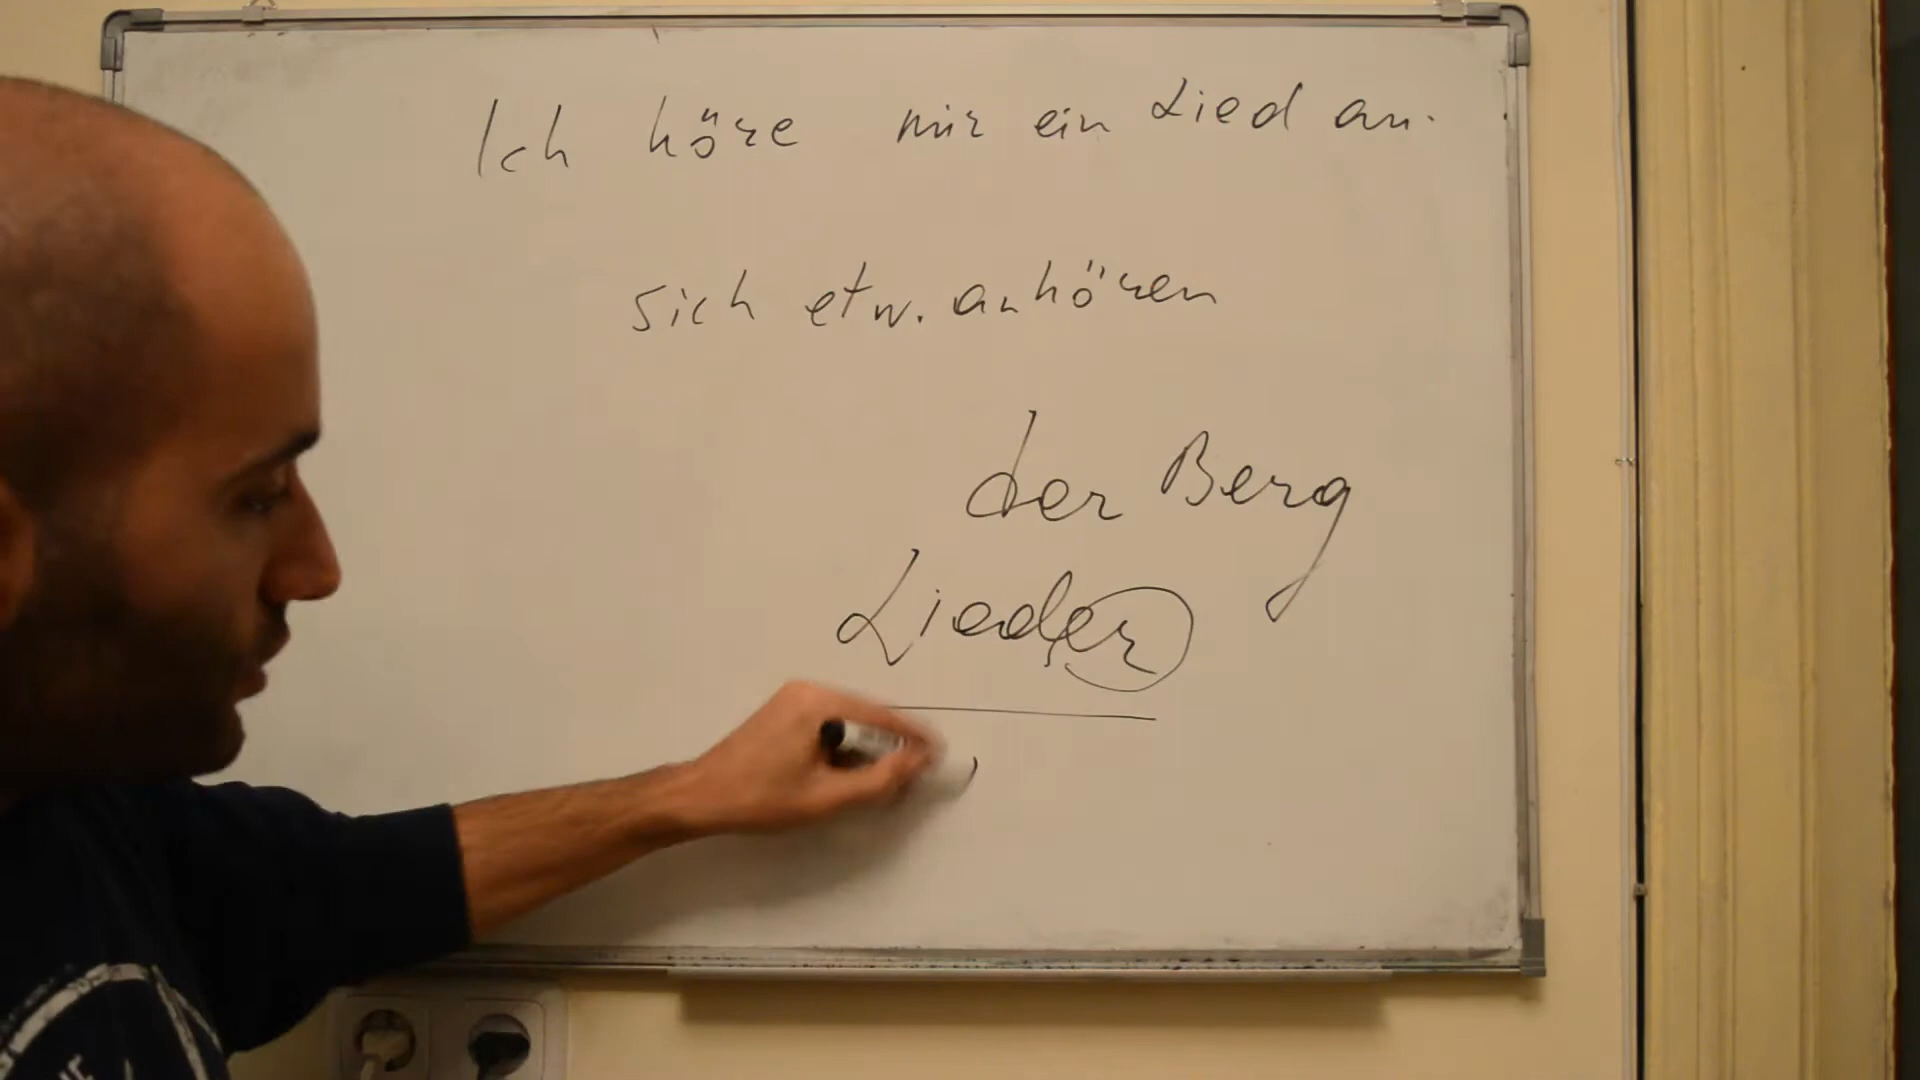 Ich höre mir ein Lied an.
sich etw. anhören
der Berg
Lieder